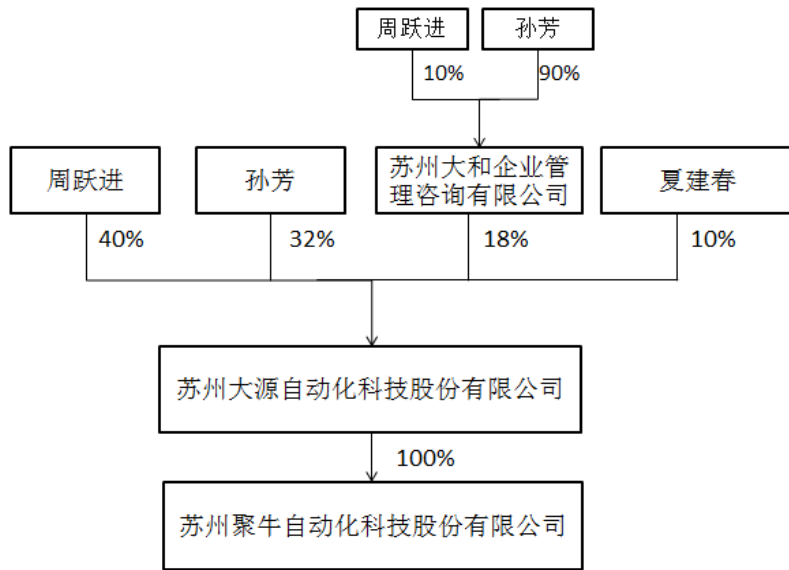 周跃进
孙芳
10%
90%
周跃进
孙芳
苏州大和企业管
理咨询有限公司
夏建春
40%
32%
18%
10%
苏州大源自动化科技股份有限公司
100%
苏州聚牛自动化科技股份有限公司